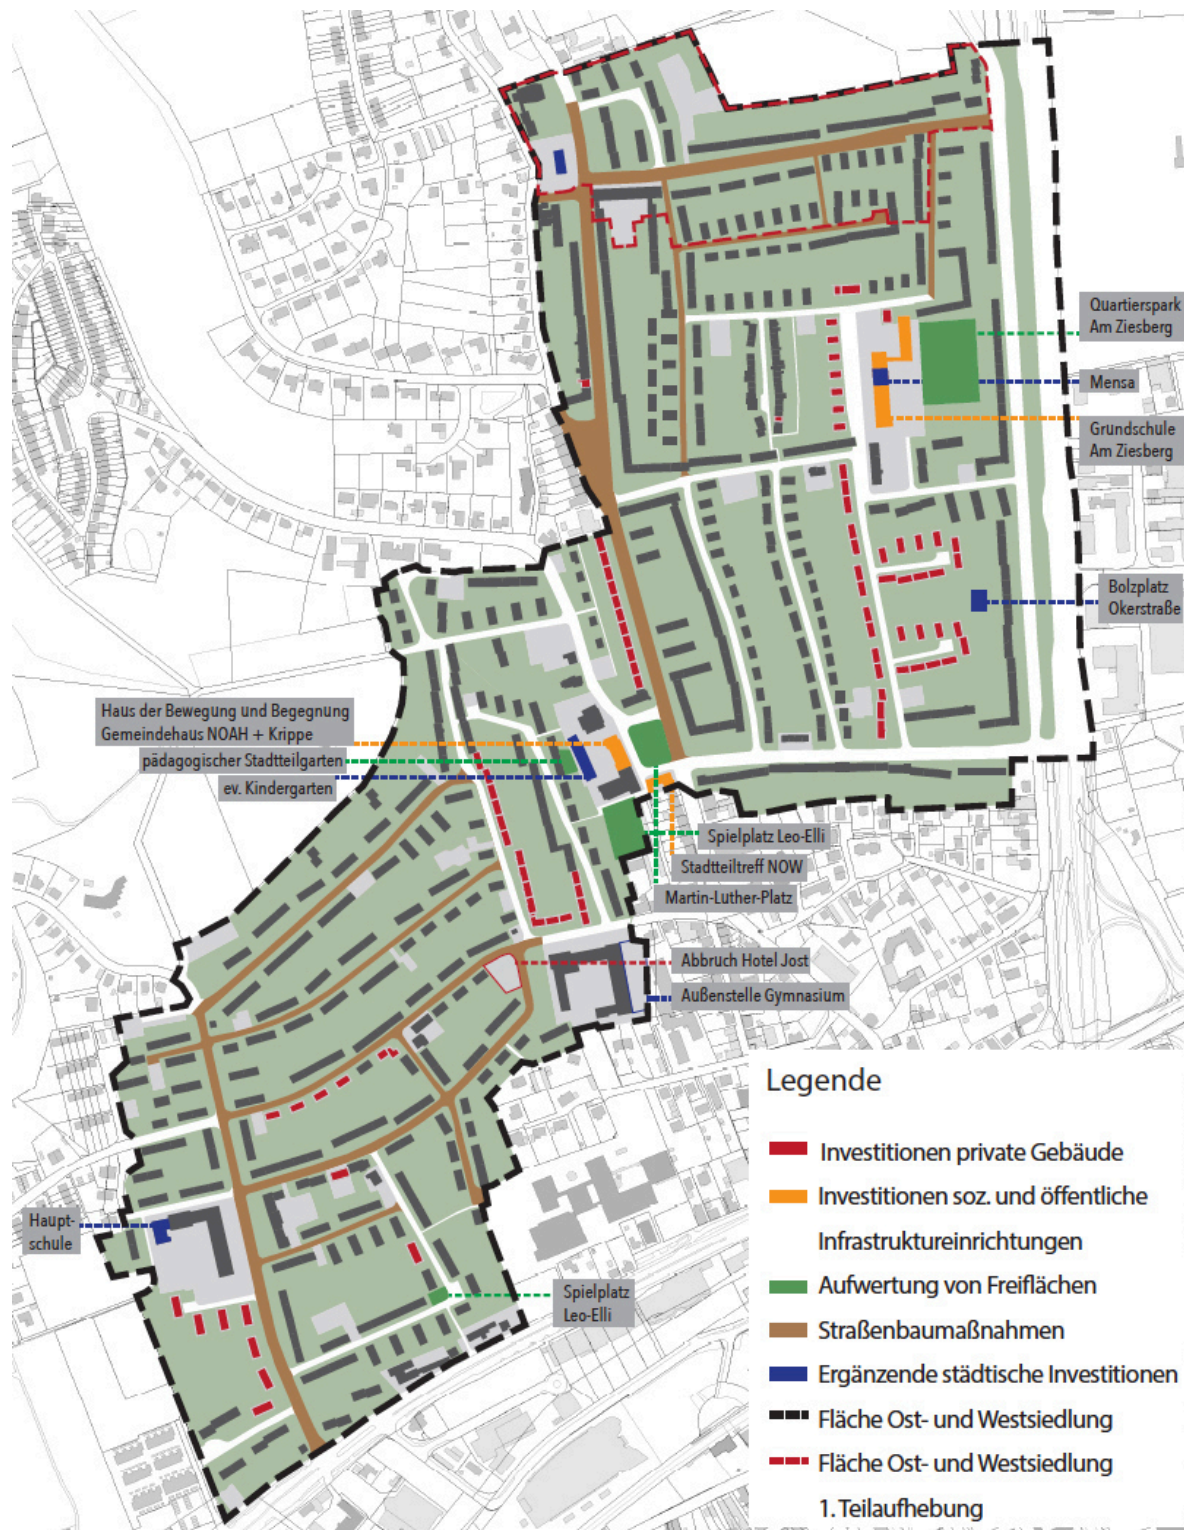 Quartierspark
Am Ziesberg
Mensa
Grundschule
Am Ziesberg
Bolzplatz
Okerstraße
Haus der Bewegung und Begegnung
Gemeindehaus NOAH + Krippe
pädagogischer Stadtteilgarten
ev. Kindergarten
Spielplatz Leo-Elli
Stadtteiltreff NOW
Martin-Luther-Platz
Abbruch Hotel Jost
Außenstelle Gymnasium
Haupt-
schule
Spielplatz
Leo-Elli
Legende
Investitionen private Gebäude
Investitionen soz. und öffentliche
Infrastruktureinrichtungen
Aufwertung von Freiflächen
Straßenbaumaßnahmen
Ergänzende städtische Investitionen
Fläche Ost- und Westsiedlung
Fläche Ost- und Westsiedlung
1. Teilaufhebung